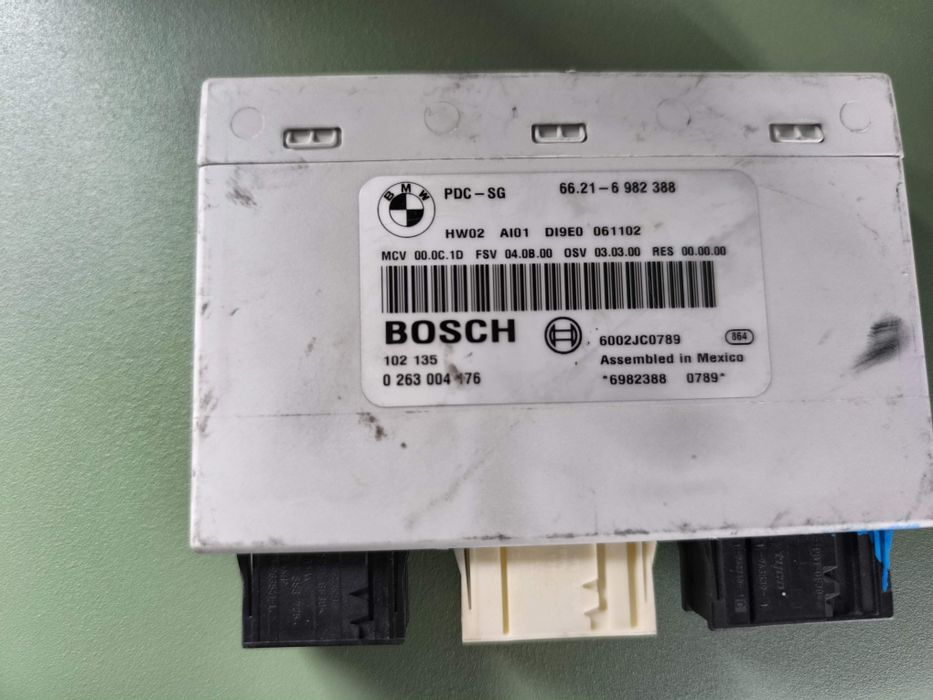 BMW
PDC-SG 66.21-6 982 388
HW02 AI01 DI9E0 061102
MCV 00.0C.1D FSV 04.0B.00 OSV 03.03.00 RES 00.00.00
BOSCH
6002JC0789 864
102 135 Assembled in Mexico
0 263 004 176 *6982388 0789*